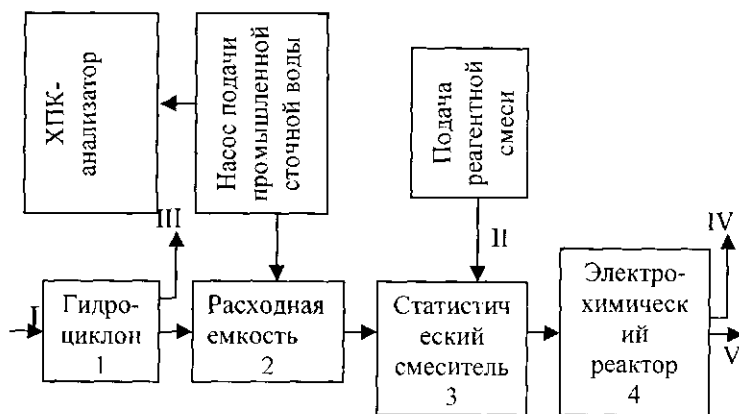 ХПК-
анализатор
Насос подачи
промышленной
сточной воды
Подача
реагентной
смеси
III
II
IV
I
Гидро-
циклон
1
Расходная
емкость
2
Статистич
еский
смеситель
3
Электро-
химическ
ий
реактор
4
V